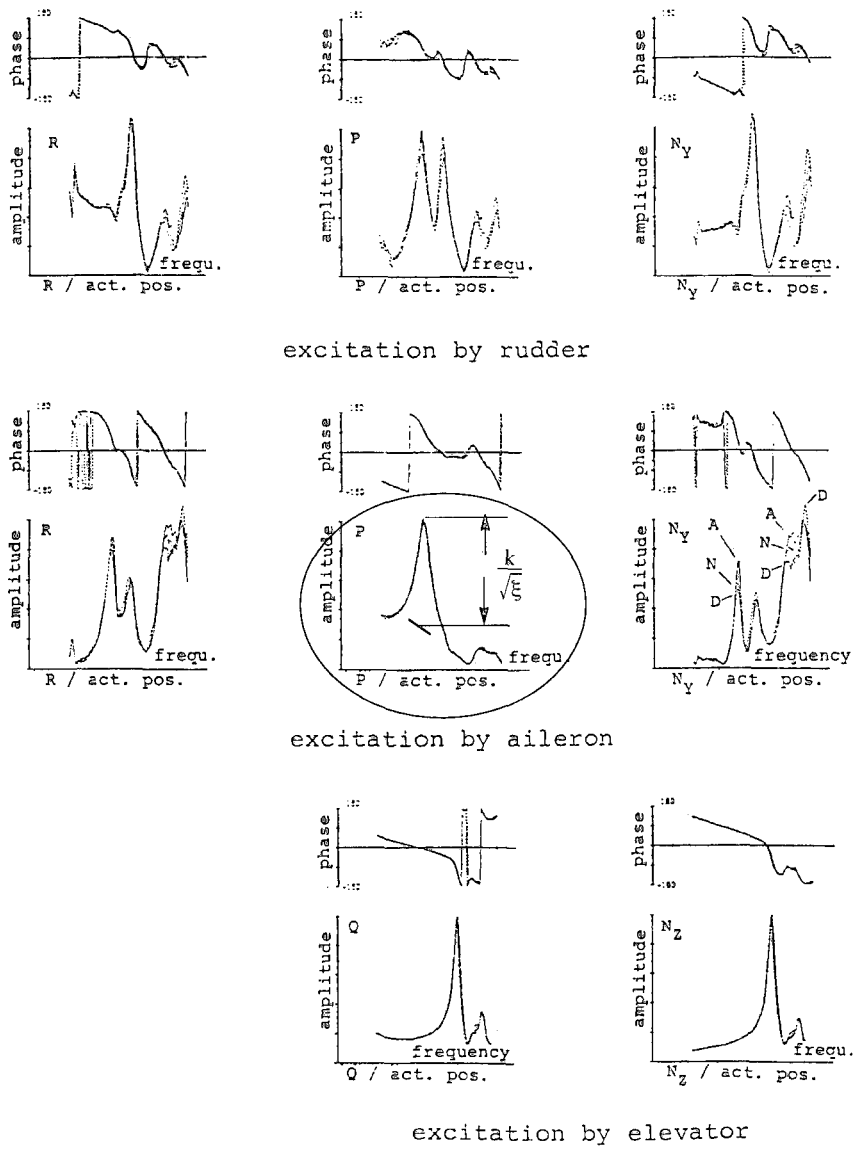 phase
phase
phase
R
P
N_Y
amplitude
amplitude
amplitude
frequ.
frequ.
frequ.
R / act. pos.
P / act. pos.
N_Y / act. pos.
excitation by rudder
phase
phase
phase
R
P
N_Y
k
√ξ
A
N
D
A
N
D
D
amplitude
amplitude
amplitude
frequ.
frequ.
frequency
R / act. pos.
P / act. pos.
N_Y / act. pos.
excitation by aileron
phase
phase
-180
Q
N_Z
amplitude
amplitude
frequency
frequ.
Q / act. pos.
N_Z / act. pos.
excitation by elevator